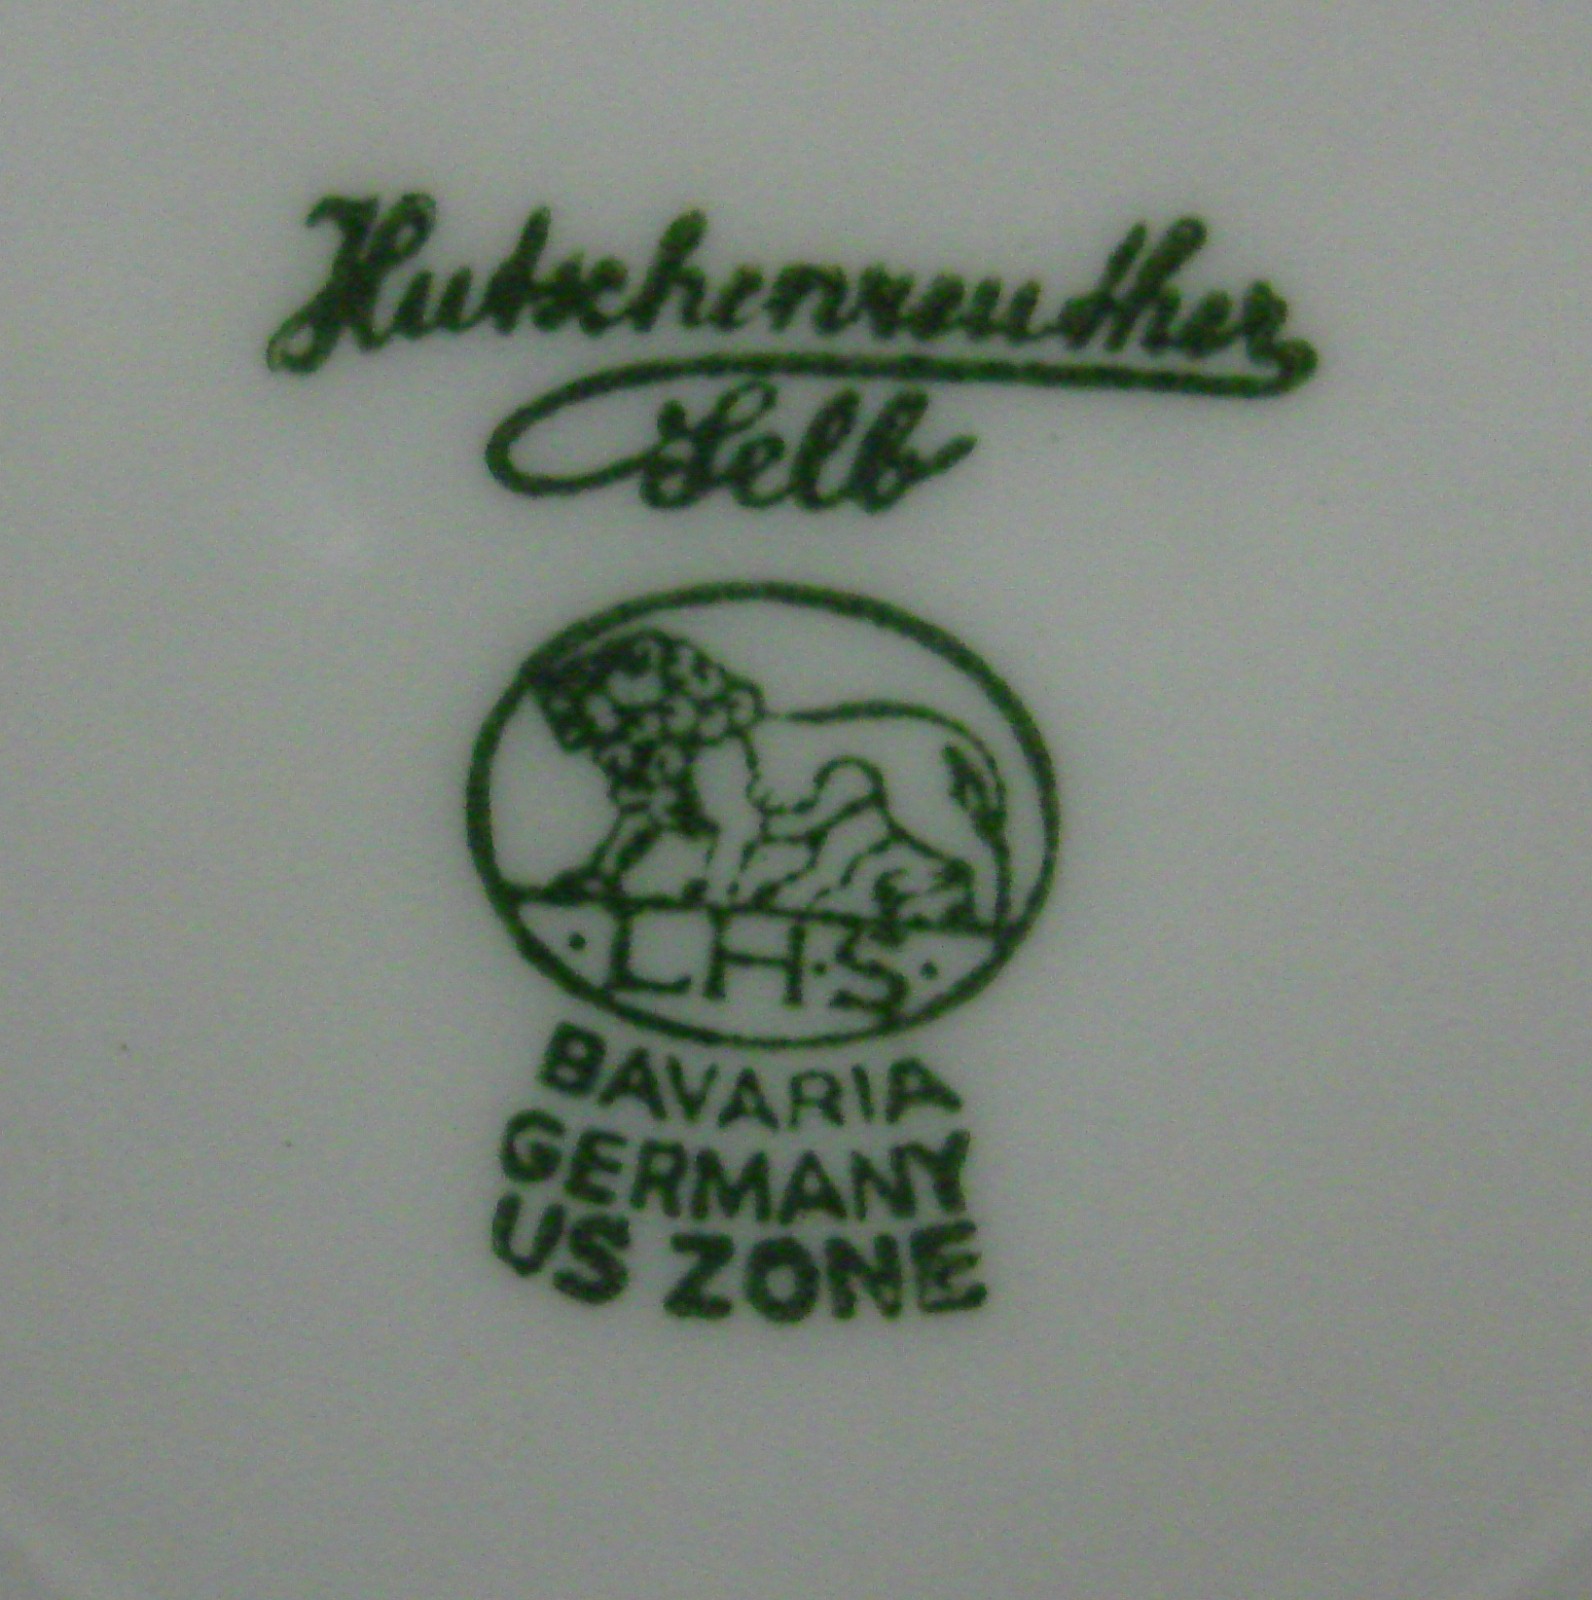 Hutschenreuther
Selb
·L·H·S·
BAVARIA
GERMANY
US ZONE